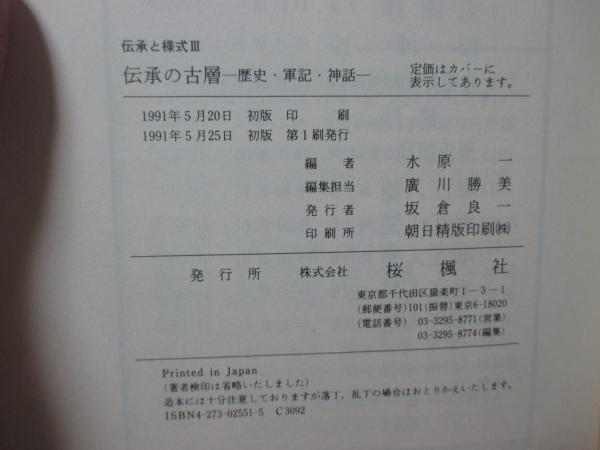 伝承と様式Ⅲ
伝承の古層―歴史・軍記・神話―
定価はカバーに
表示してあります。
1991年5月20日 初版 印 刷
1991年5月25日 初版 第1刷発行
編 者 水 原 一
編集担当 廣 川 勝 美
発 行 者 坂 倉 良 一
印 刷 所 朝日精版印刷㈱
発 行 所 株式会社 桜 楓 社
東京都千代田区猿楽町1-3-1
(郵便番号)101(振替)東京6-18020
(電話番号) 03-3295-8771(営業)
03-3295-8774(編集)
Printed in Japan
(著者検印は省略いたしました)
造本には十分注意しておりますが落丁、乱丁の場合はおとりかえいたします。
ISBN4-273-02551-5 C3092